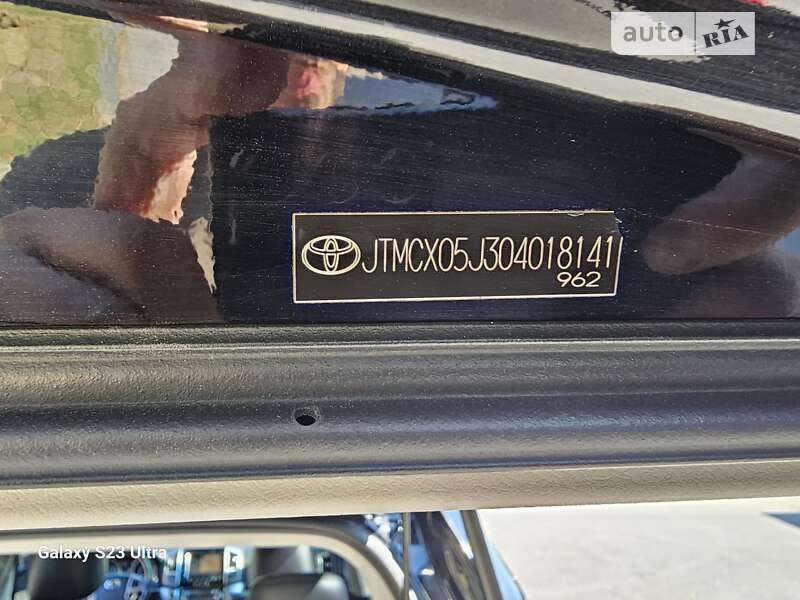 auto RIA
JTMCX05J304018141
962
Galaxy S23 Ultra